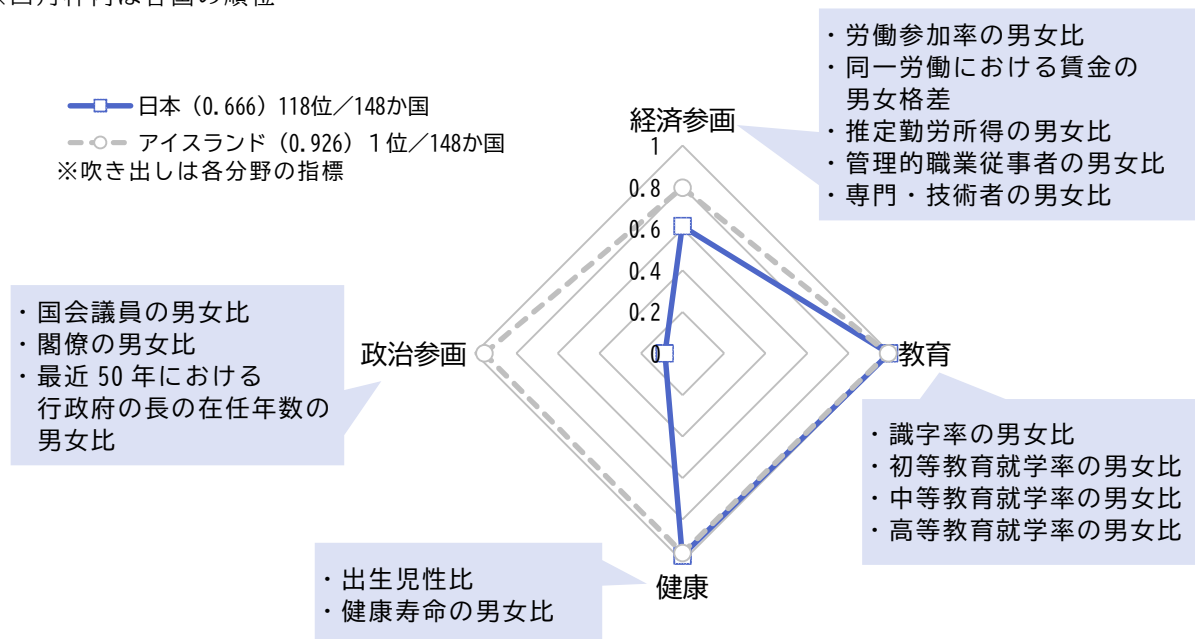 日本（0.666）118位／148か国
アイスランド（0.926）１位／148か国
※吹き出しは各分野の指標
・労働参加率の男女比
・同一労働における賃金の
男女格差
・推定勤労所得の男女比
・管理的職業従事者の男女比
・専門・技術者の男女比
経済参画
1
0.8
0.6
0.4
0.2
0
・国会議員の男女比
・閣僚の男女比
・最近 50 年における
行政府の長の在任年数の
男女比
政治参画
教育
・識字率の男女比
・初等教育就学率の男女比
・中等教育就学率の男女比
・高等教育就学率の男女比
健康
・出生児性比
・健康寿命の男女比